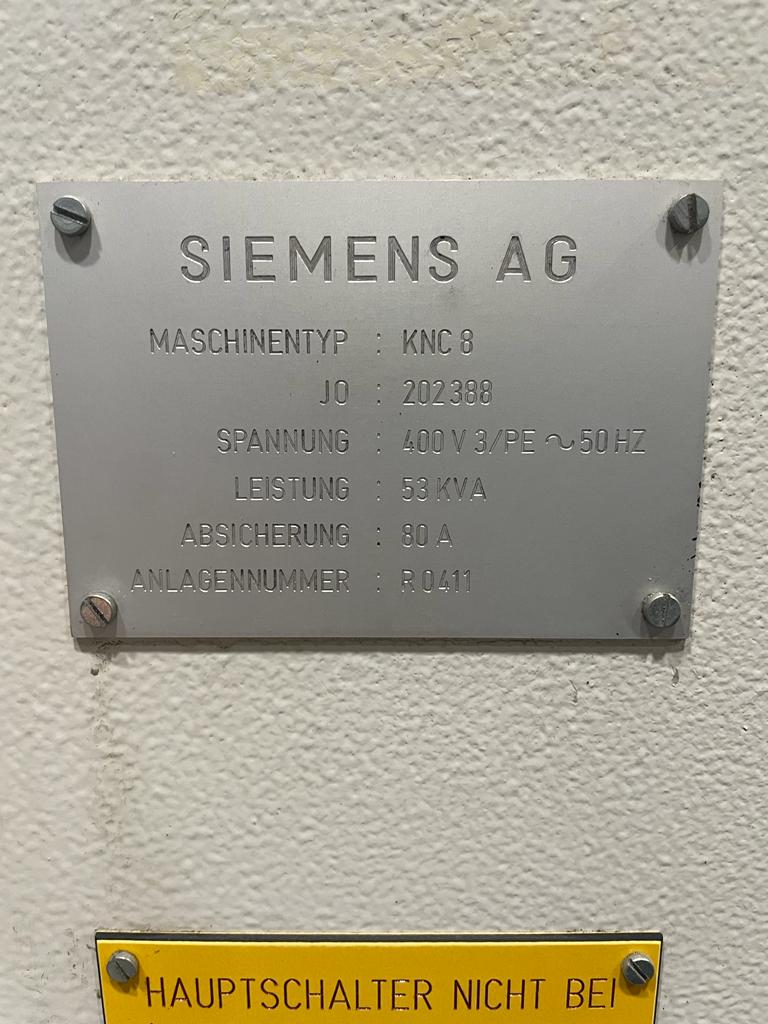 SIEMENS AG
MASCHINENTYP : KNC 8
JO : 202388
SPANNUNG : 400 V 3/PE ~ 50 HZ
LEISTUNG : 53 KVA
ABSICHERUNG : 80 A
ANLAGENNUMMER : R 0411
HAUPTSCHALTER NICHT BEI